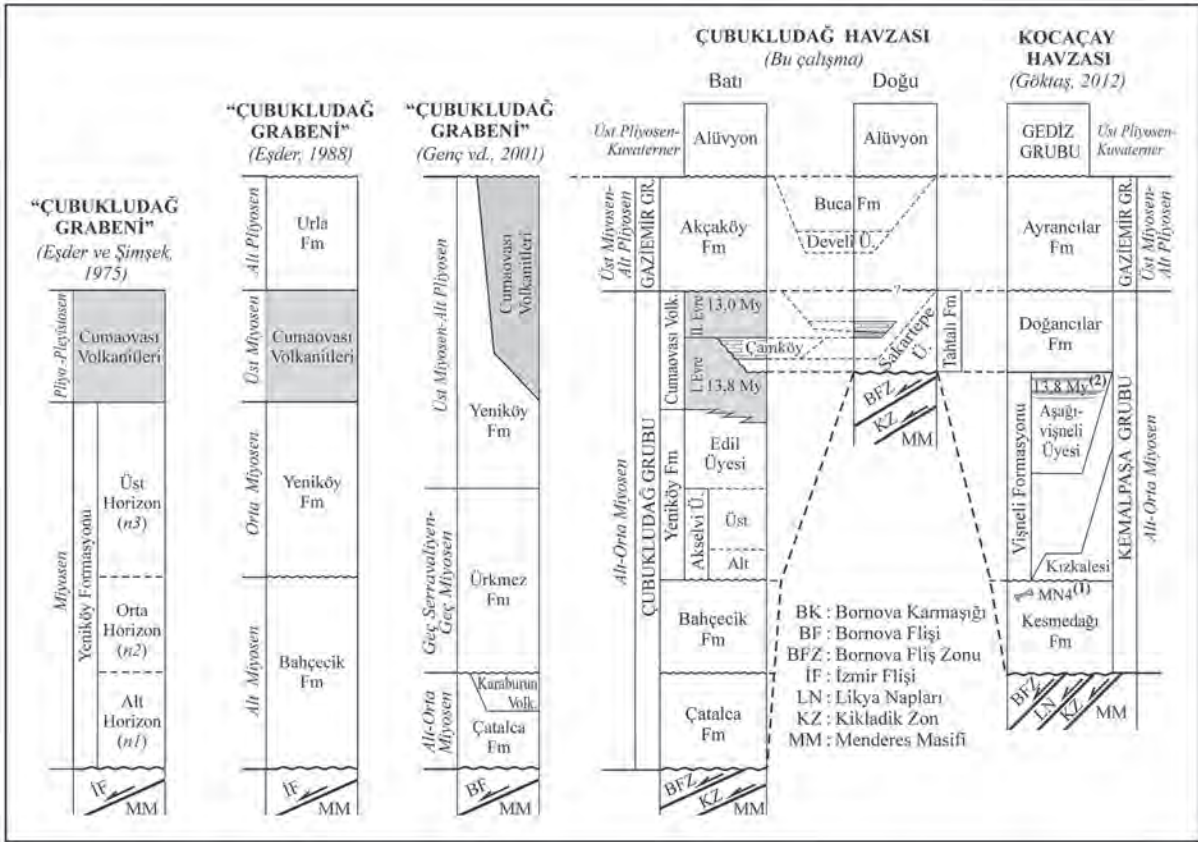 "ÇUBUKLUDAĞ
GRABENİ"
(Eşder ve Şimşek,
1975)
Pliyo-Pleyistosen
Cumaovası
Volkanitleri
Miyosen
Yeniköy Formasyonu
Üst
Horizon
(n3)
Orta
Horizon
(n2)
Alt
Horizon
(n1)
İF
MM
"ÇUBUKLUDAĞ
GRABENİ"
(Eşder, 1988)
Alt Pliyosen
Urla
Fm
Üst Miyosen
Cumaovası
Volkanitleri
Orta Miyosen
Yeniköy
Fm
Alt Miyosen
Bahçecik
Fm
İF
MM
"ÇUBUKLUDAĞ
GRABENİ"
(Genç vd., 2001)
Üst Miyosen-Alt Pliyosen
Cumaovası
Volkanitleri
Yeniköy
Fm
Geç Serravaliyen-
Geç Miyosen
Ürkmez
Fm
Alt-Orta
Miyosen
Karaburun
Volk.
Çatalca
Fm
BF
MM
ÇUBUKLUDAĞ HAVZASI
(Bu çalışma)
Batı
Doğu
Üst Pliyosen-
Kuvaterner
Alüvyon
Alüvyon
Üst Miyosen-
Alt Pliyosen
GAZİEMİR GR.
Akçaköy
Fm
Buca Fm
Develi Ü.
Alt-Orta Miyosen
ÇUBUKLUDAĞ GRUBU
Cumaovası Volk.
II. Evre
13,0 My
I. Evre
13,8 My
Çamköy
?
Sakartepe
Ü.
Tahtalı Fm
BFZ
KZ
MM
Yeniköy Fm
Edil
Üyesi
Akselvi Ü.
Üst
Alt
Bahçecik
Fm
Çatalca
Fm
BFZ
KZ
MM
BK : Bornova Karmaşığı
BF : Bornova Flişi
BFZ : Bornova Fliş Zonu
İF : İzmir Flişi
LN : Likya Napları
KZ : Kikladik Zon
MM : Menderes Masifi
KOCAÇAY
HAVZASI
(Göktaş, 2012)
GEDİZ
GRUBU
Üst Pliyosen-
Kuvaterner
Ayrancılar
Fm
GAZİEMİR GR.
Üst Miyosen-
Alt Pliyosen
Doğancılar
Fm
Vişneli Formasyonu
13,8 My(2)
Aşağı-
vişneli
Üyesi
Kızkalesi
KEMALPAŞA GRUBU
Alt-Orta Miyosen
MN4(1)
Kesmedağı
Fm
BFZ
LN
KZ
MM